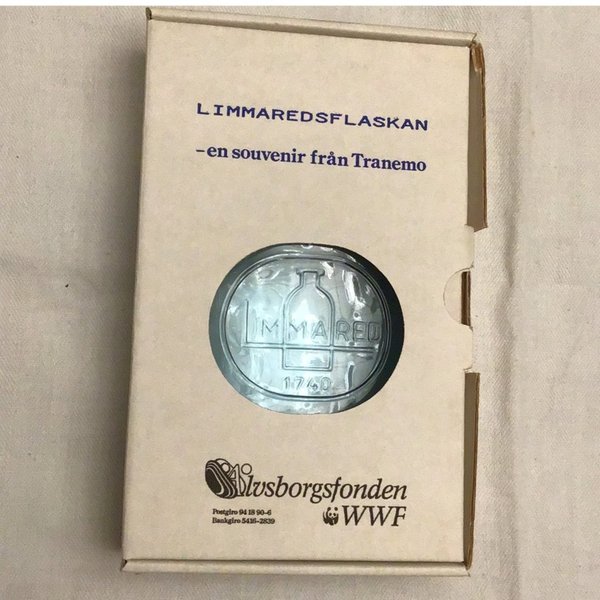 LIMMAREDSFLASKAN
–en souvenir från Tranemo
LIMMARED
1740
Älvsborgsfonden
Postgiro 94 18 90-6
Bankgiro 5416-2839
WWF